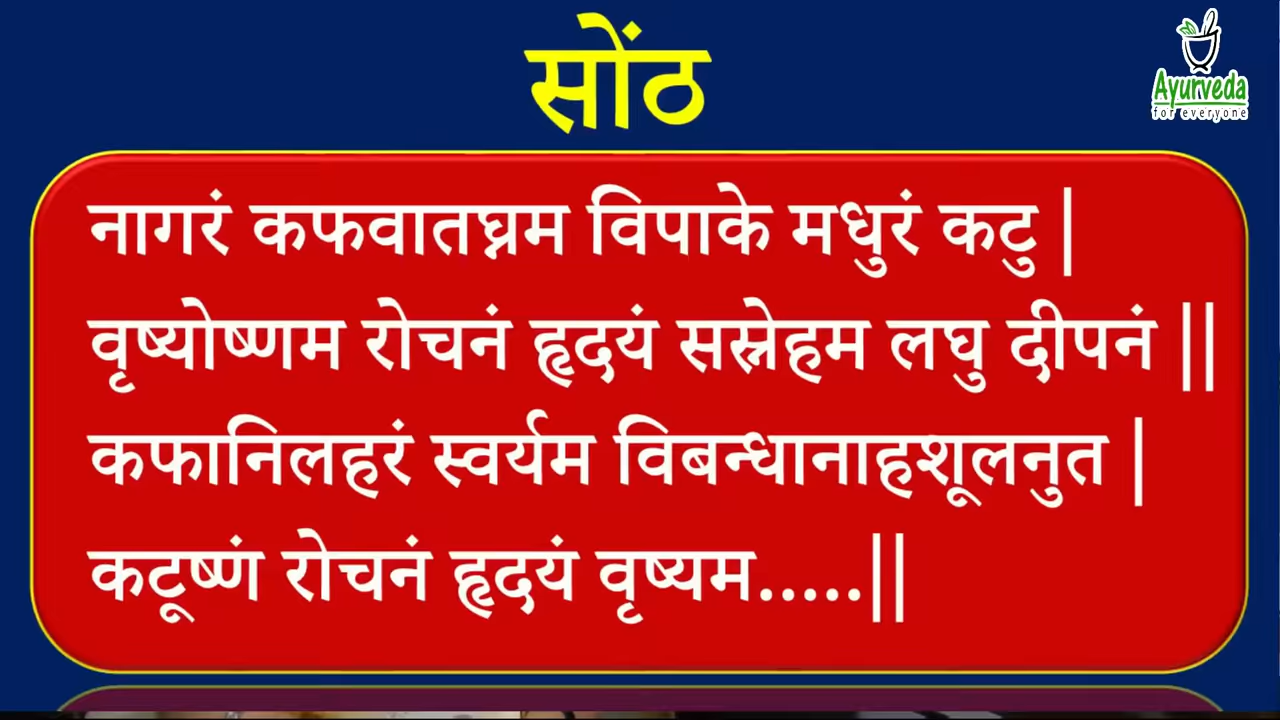 सोंठ
Ayurveda
for everyone
नागरं कफवातघ्नम विपाके मधुरं कटु |
वृष्योष्णम रोचनं हृदयं सस्नेहम लघु दीपनं ||
कफानिलहरं स्वर्यम विबन्धानाहशूलनुत |
कटूष्णं रोचनं हृदयं वृष्यम.....||